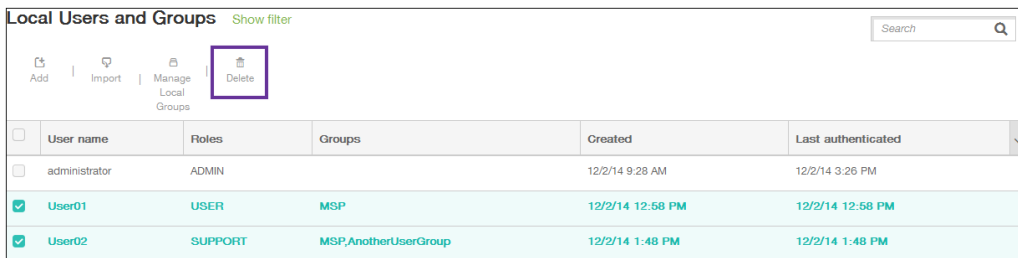 Local Users and Groups Show filter
Search
Add | Import | Manage Local Groups | Delete
User name Roles Groups Created Last authenticated
administrator ADMIN 12/2/14 9:28 AM 12/2/14 3:26 PM
User01 USER MSP 12/2/14 12:58 PM 12/2/14 12:58 PM
User02 SUPPORT MSP,AnotherUserGroup 12/2/14 1:48 PM 12/2/14 1:48 PM